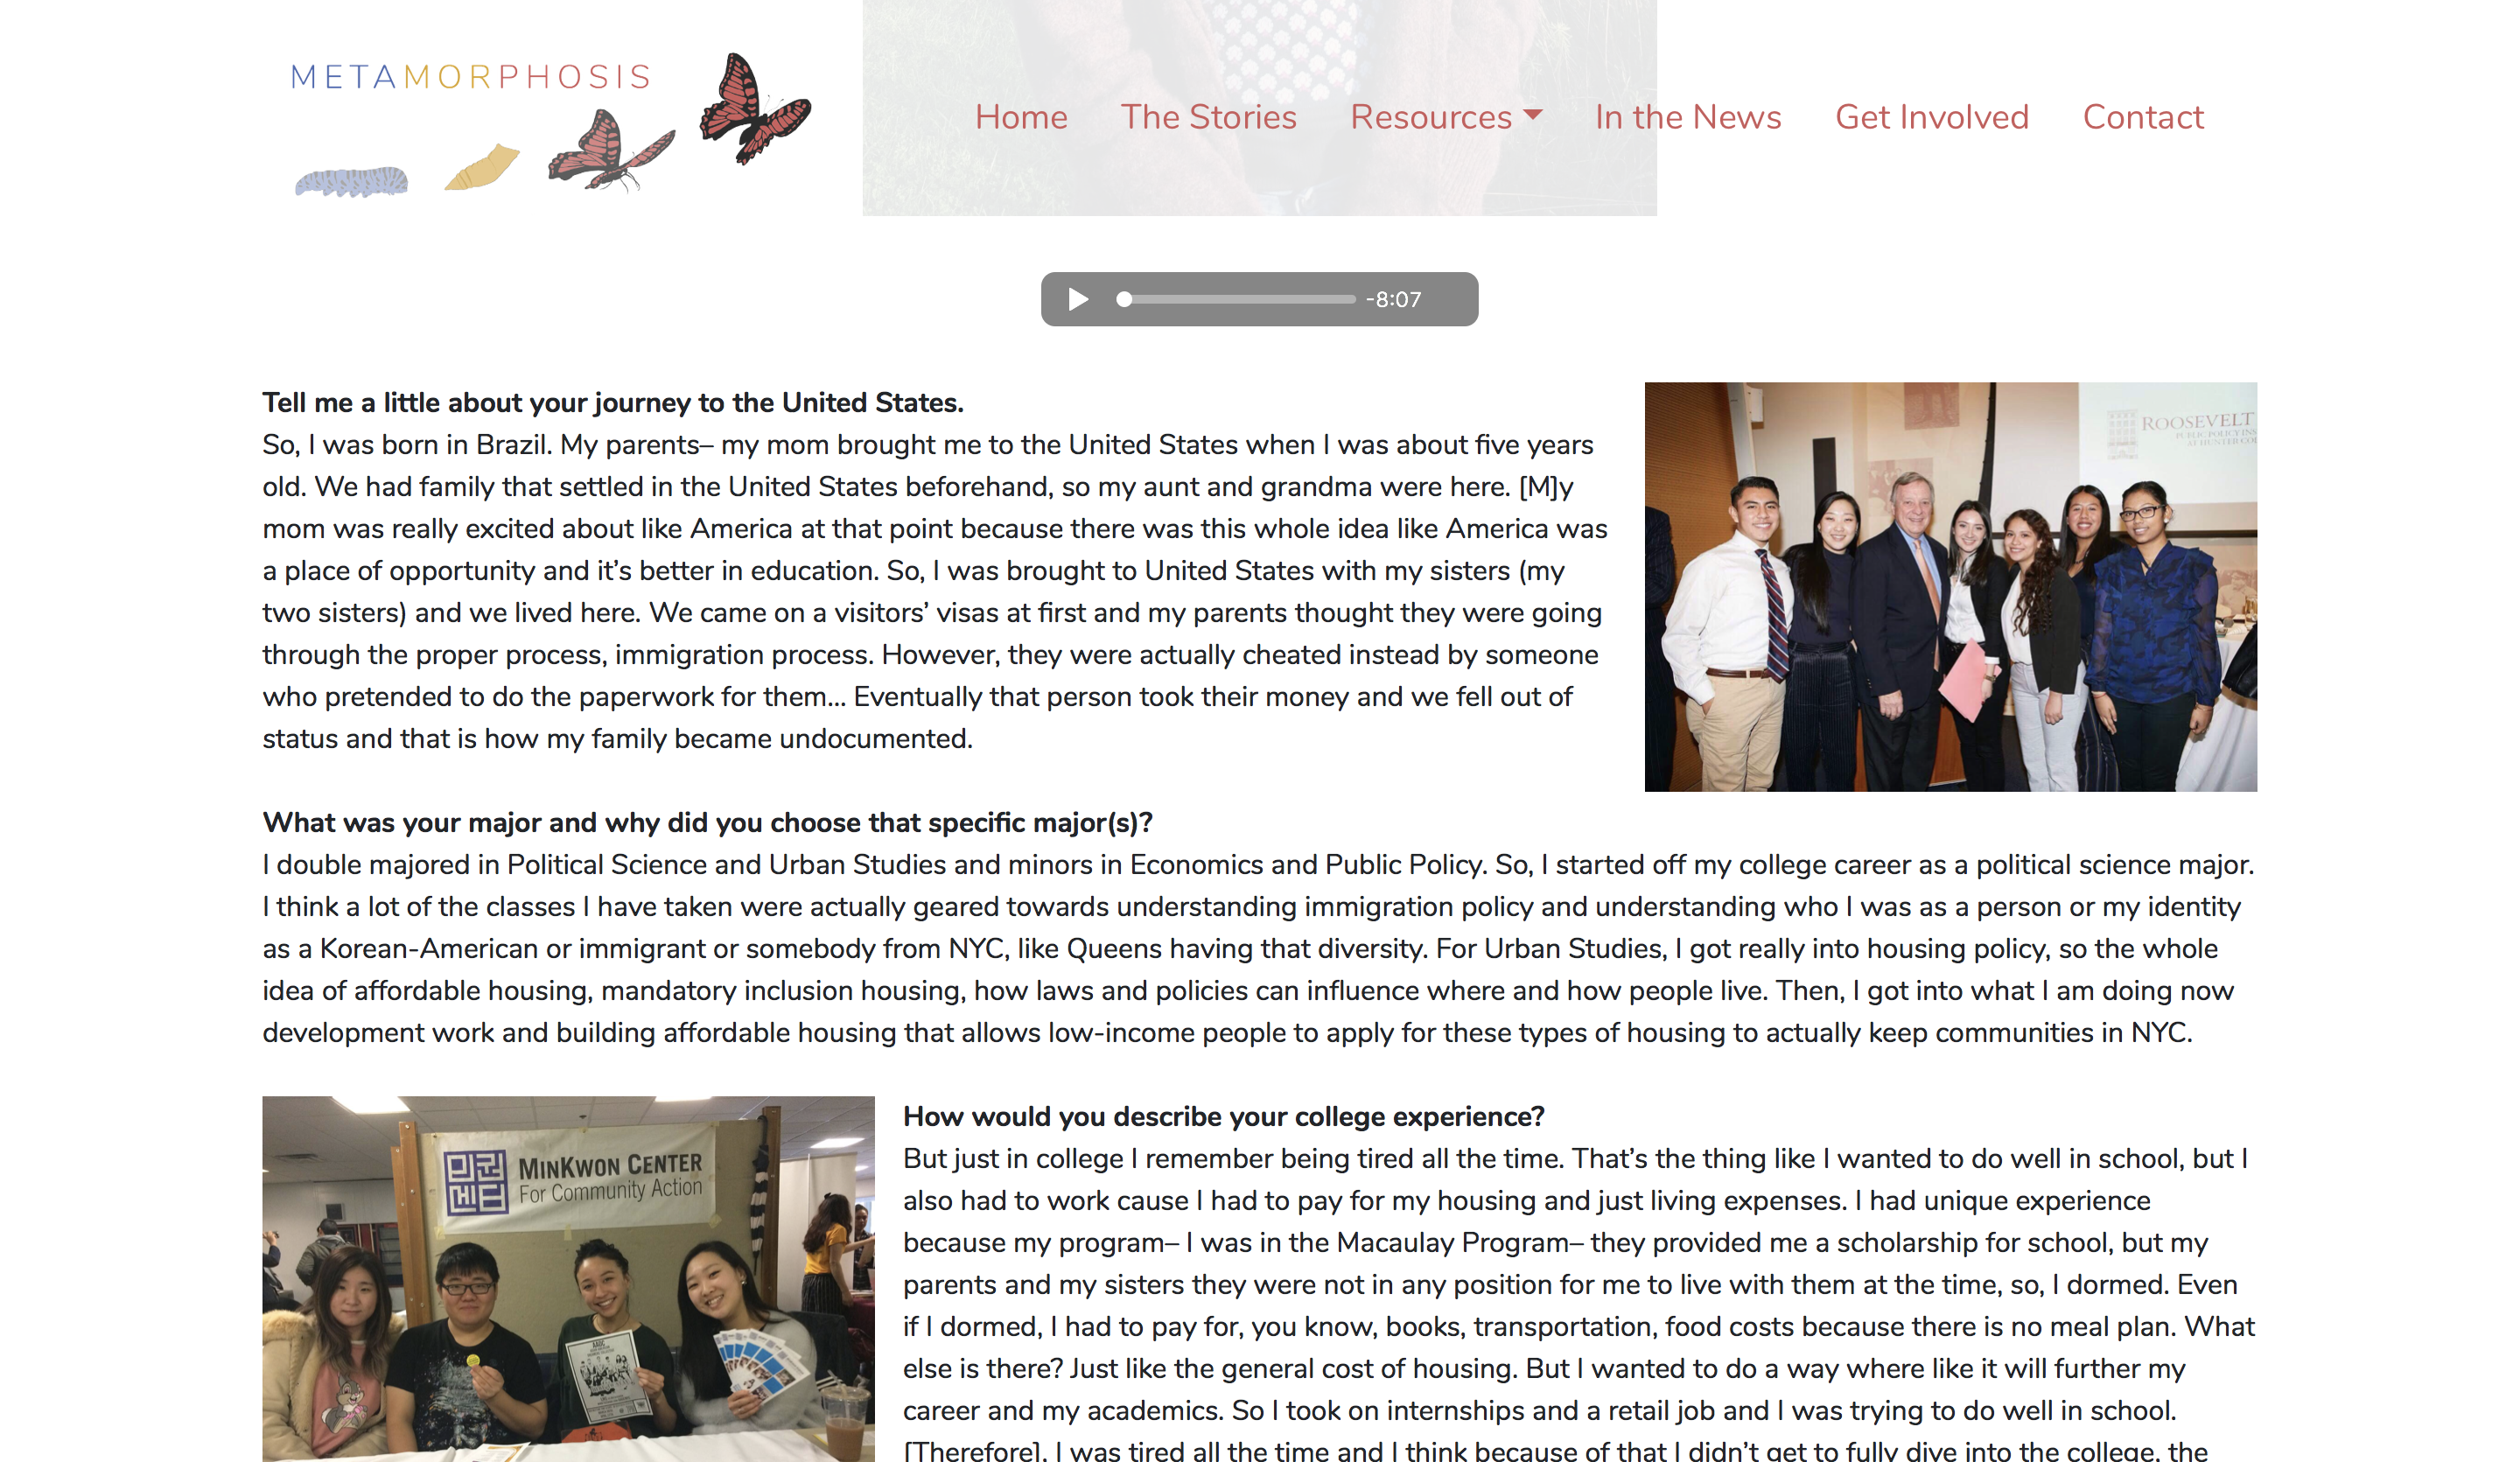 METAMORPHOSIS
Home The Stories Resources In the News Get Involved Contact
-8:07
Tell me a little about your journey to the United States.
So, I was born in Brazil. My parents– my mom brought me to the United States when I was about five years
old. We had family that settled in the United States beforehand, so my aunt and grandma were here. [M]y
mom was really excited about like America at that point because there was this whole idea like America was
a place of opportunity and it’s better in education. So, I was brought to United States with my sisters (my
two sisters) and we lived here. We came on a visitors’ visas at first and my parents thought they were going
through the proper process, immigration process. However, they were actually cheated instead by someone
who pretended to do the paperwork for them... Eventually that person took their money and we fell out of
status and that is how my family became undocumented.
ROOSEVELT
PUBLIC POLICY INS
AT HUNTER CO
What was your major and why did you choose that specific major(s)?
I double majored in Political Science and Urban Studies and minors in Economics and Public Policy. So, I started off my college career as a political science major.
I think a lot of the classes I have taken were actually geared towards understanding immigration policy and understanding who I was as a person or my identity
as a Korean-American or immigrant or somebody from NYC, like Queens having that diversity. For Urban Studies, I got really into housing policy, so the whole
idea of affordable housing, mandatory inclusion housing, how laws and policies can influence where and how people live. Then, I got into what I am doing now
development work and building affordable housing that allows low-income people to apply for these types of housing to actually keep communities in NYC.
민권센터
MINKWON CENTER
For Community Action
How would you describe your college experience?
But just in college I remember being tired all the time. That’s the thing like I wanted to do well in school, but I
also had to work cause I had to pay for my housing and just living expenses. I had unique experience
because my program– I was in the Macaulay Program– they provided me a scholarship for school, but my
parents and my sisters they were not in any position for me to live with them at the time, so, I dormed. Even
if I dormed, I had to pay for, you know, books, transportation, food costs because there is no meal plan. What
else is there? Just like the general cost of housing. But I wanted to do a way where like it will further my
career and my academics. So I took on internships and a retail job and I was trying to do well in school.
[Therefore], I was tired all the time and I think because of that I didn’t get to fully dive into the college, the